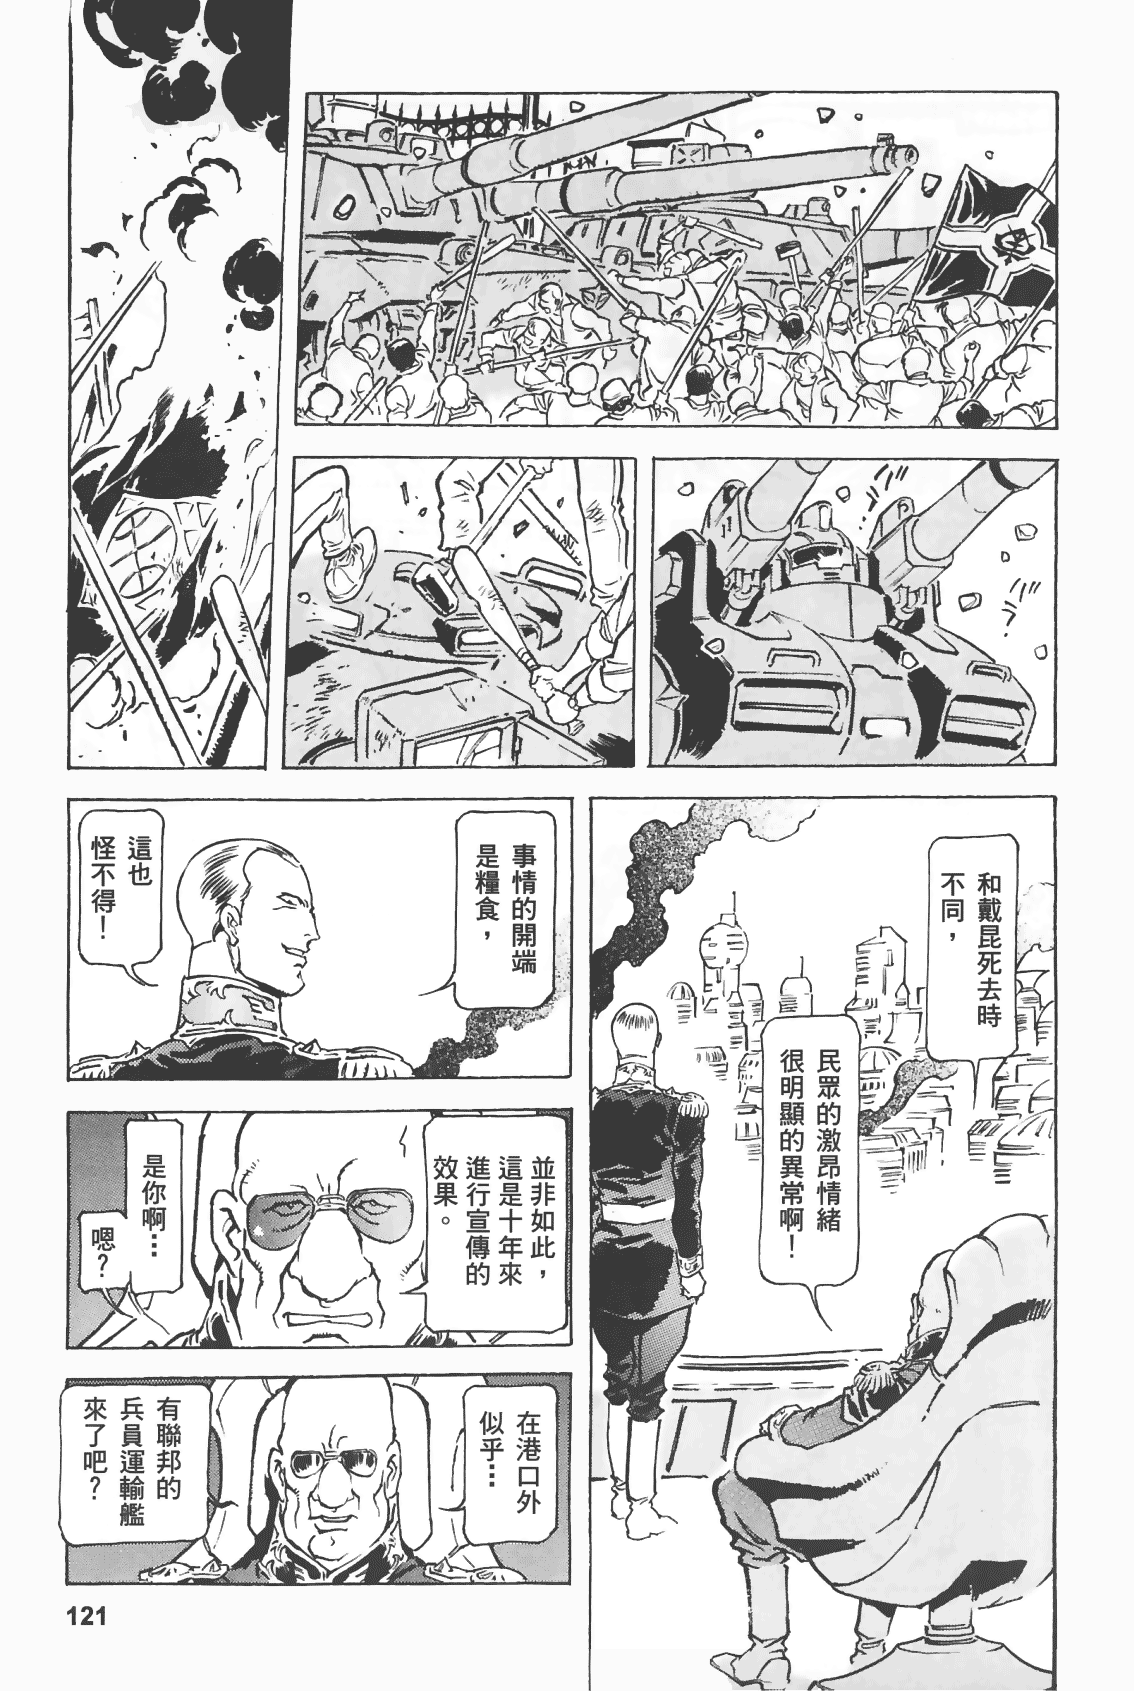 和戴昆死去時
不同，
民眾的激昂情緒
很明顯的異常啊！
事情的開端
是糧食，
這也
怪不得！
並非如此，
這是十年來
進行宣傳的
效果。
是你啊…
嗯？
在港口外
似乎…
有聯邦的
兵員運輸艦
來了吧？
121